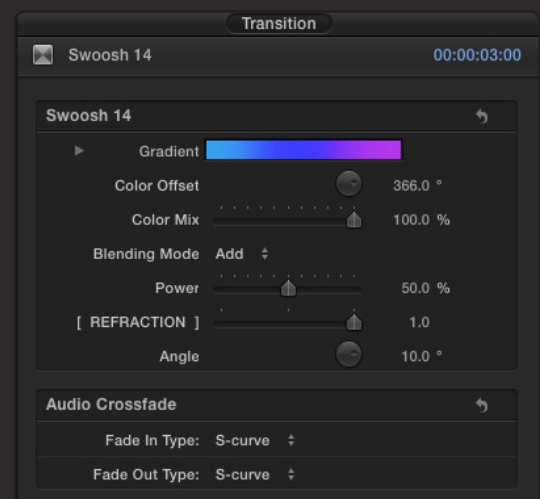 Transition
Swoosh 14 00:00:03:00
Swoosh 14
Gradient
Color Offset 366.0 °
Color Mix 100.0 %
Blending Mode Add
Power 50.0 %
[ REFRACTION ] 1.0
Angle 10.0 °
Audio Crossfade
Fade In Type: S-curve
Fade Out Type: S-curve